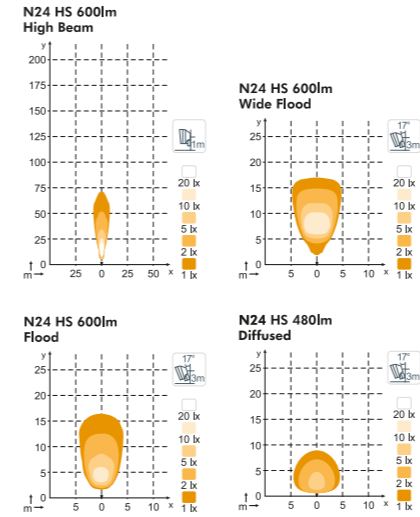 N24 HS 600lm
High Beam
y
200
175
150
125
100
75
50
25
0
m
25 0 25 50 x
1m
20 lx
10 lx
5 lx
2 lx
1 lx
N24 HS 600lm
Wide Flood
y
25
20
15
10
5
0
m
5 0 5 10 x
17°
3m
20 lx
10 lx
5 lx
2 lx
1 lx
N24 HS 600lm
Flood
y
25
20
15
10
5
0
m
5 0 5 10 x
17°
3m
20 lx
10 lx
5 lx
2 lx
1 lx
N24 HS 480lm
Diffused
y
25
20
15
10
5
0
m
5 0 5 10 x
17°
3m
20 lx
10 lx
5 lx
2 lx
1 lx